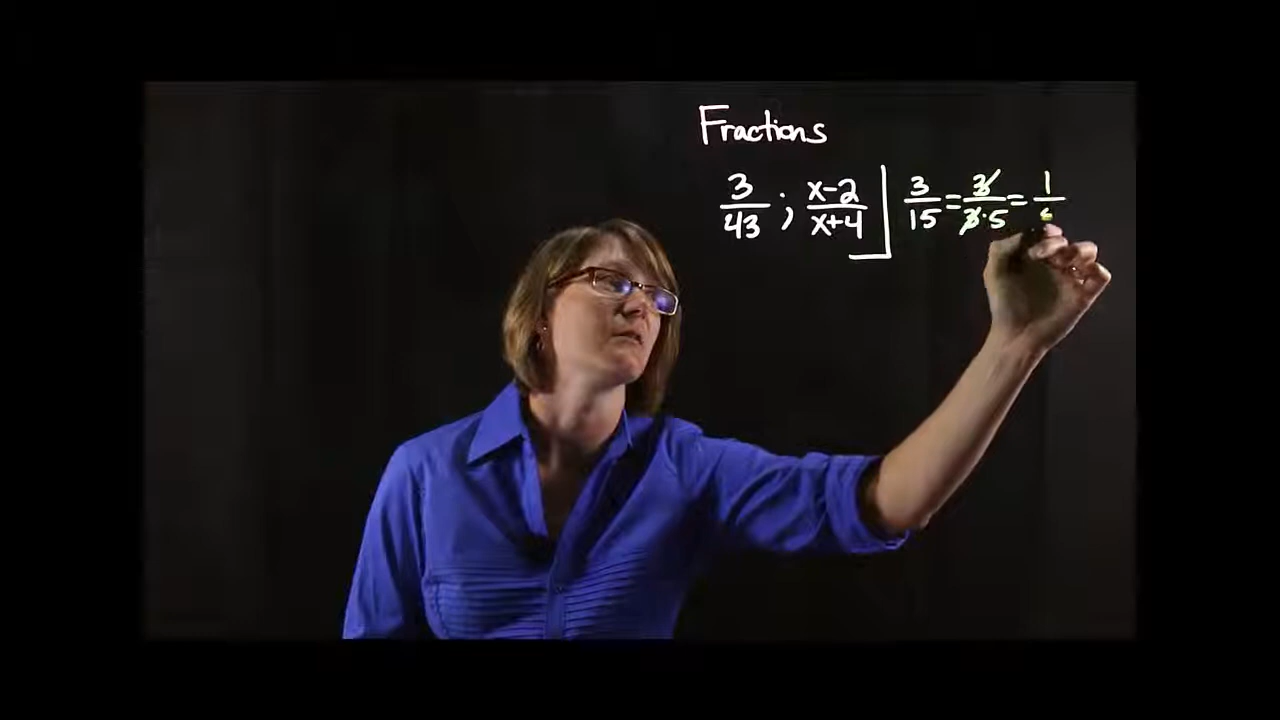 Fractions
3/43 ; x-2/x+4 3/15 = 3/3·5 = 1/